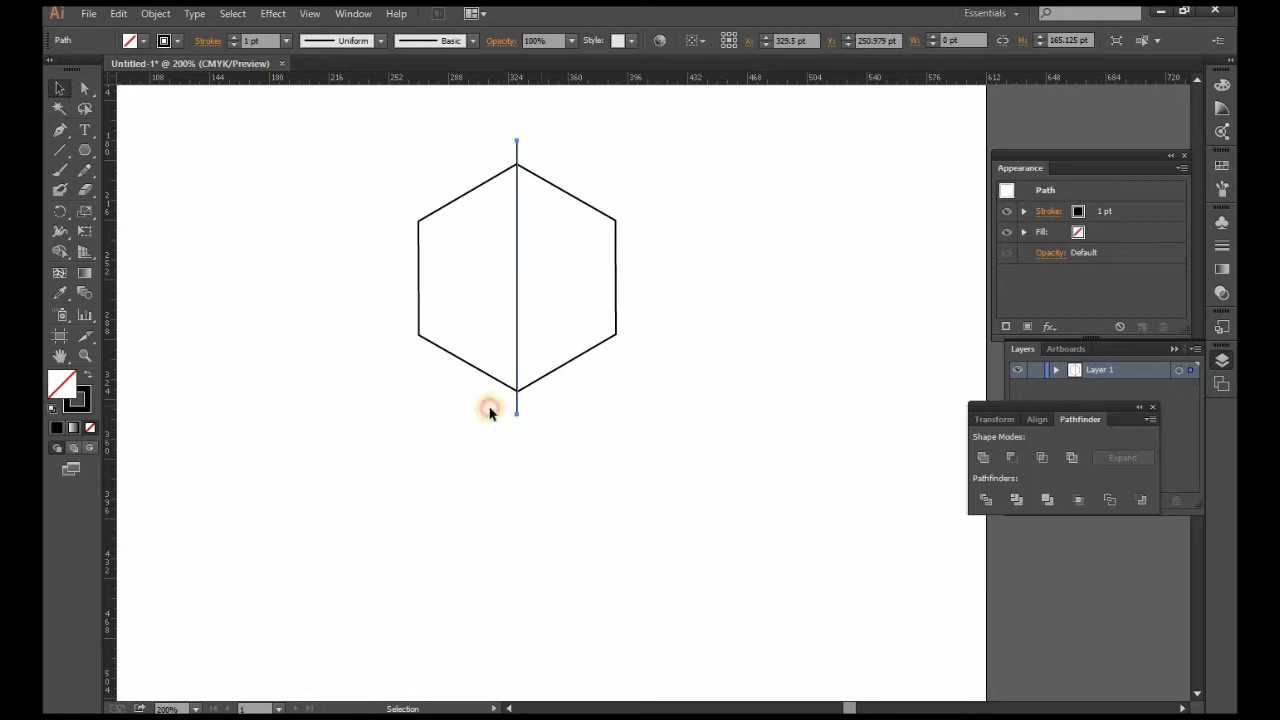 Ai File Edit Object Type Select Effect View Window Help Br Essentials
Path Stroke: 1 pt Uniform Basic Opacity: 100% Style: X: 329.5 pt Y: 250.979 pt W: 0 pt H: 165.125 pt
Untitled-1* @ 200% (CMYK/Preview)
108 144 180 216 252 288 324 360 396 432 468 504 540 576 612 648 684 720
Appearance
Path
Stroke: 1 pt
Fill:
Opacity: Default
fx
Layers Artboards
Layer 1
Transform Align Pathfinder
Shape Modes:
Expand
Pathfinders:
200% 1 Selection